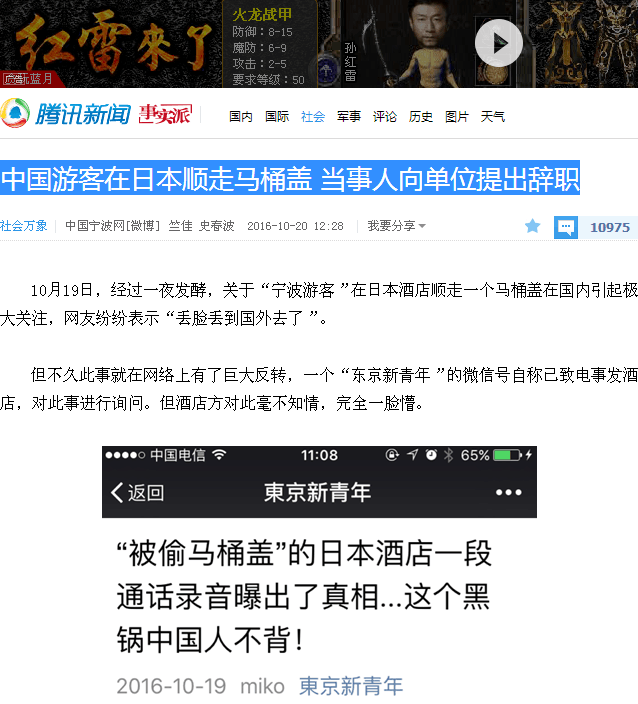 红雷來了
火龙战甲
防御：8-15
魔防：6-9
攻击：2-5
要求等级：50
孙红雷
蓝月
腾讯新闻 事实派 国内 国际 社会 军事 评论 历史 图片 天气
中国游客在日本顺走马桶盖 当事人向单位提出辞职
社会万象 中国宁波网[微博] 竺佳 史春波 2016-10-20 12:28 我要分享 10975
10月19日，经过一夜发酵，关于“宁波游客”在日本酒店顺走一个马桶盖在国内引起极
大关注，网友纷纷表示“丢脸丢到国外去了”。
但不久此事就在网络上有了巨大反转，一个“东京新青年”的微信号自称已致电事发酒
店，对此事进行询问。但酒店方对此毫不知情，完全一脸懵。
中国电信 11:08 65%
返回 東京新青年
“被偷马桶盖”的日本酒店一段
通话录音曝出了真相...这个黑
锅中国人不背！
2016-10-19 miko 東京新青年